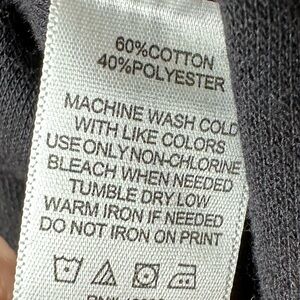 60%COTTON
40%POLYESTER
MACHINE WASH COLD
WITH LIKE COLORS
USE ONLY NON-CHLORINE
BLEACH WHEN NEEDED
TUMBLE DRY LOW
WARM IRON IF NEEDED
DO NOT IRON ON PRINT